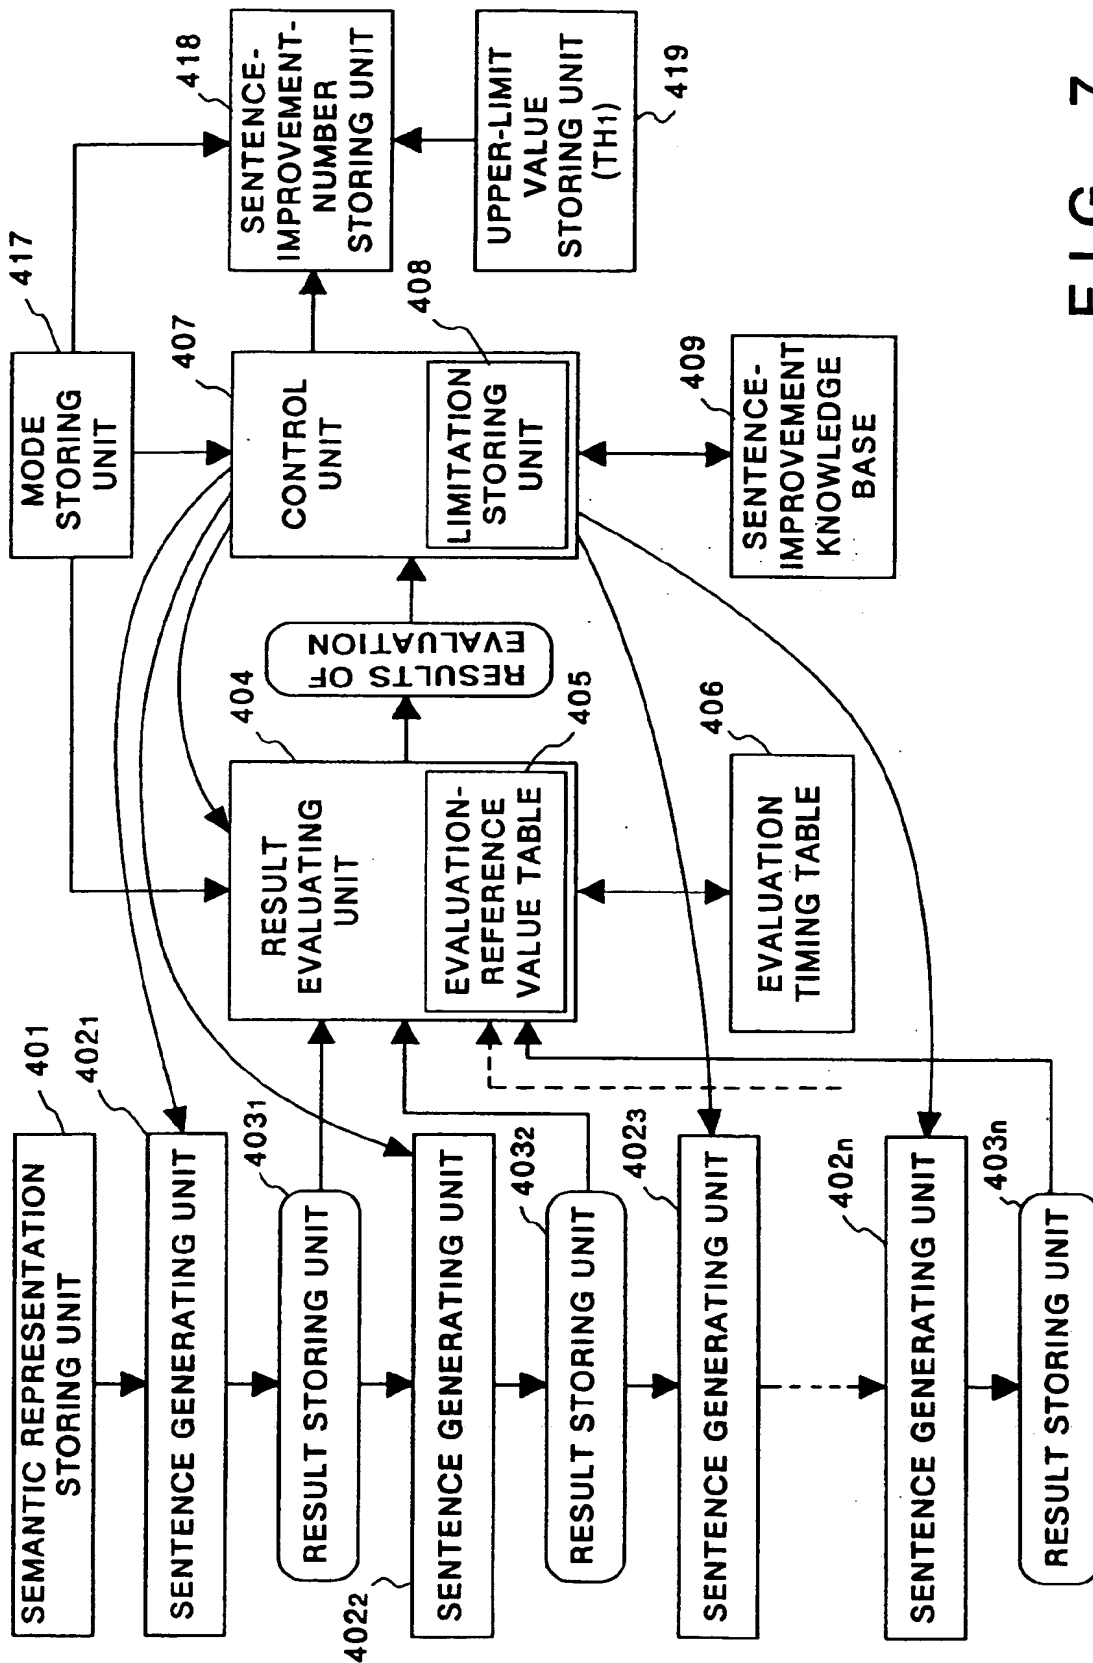 SEMANTIC REPRESENTATION
STORING UNIT
401
SENTENCE GENERATING UNIT
4021
RESULT STORING UNIT
4031
SENTENCE GENERATING UNIT
4022
RESULT STORING UNIT
4032
SENTENCE GENERATING UNIT
4023
SENTENCE GENERATING UNIT
402n
RESULT STORING UNIT
403n
RESULT
EVALUATING
UNIT
404
EVALUATION-
REFERENCE
VALUE TABLE
405
EVALUATION
TIMING TABLE
406
RESULTS OF
EVALUATION
MODE
STORING
UNIT
417
CONTROL
UNIT
407
LIMITATION
STORING
UNIT
408
SENTENCE-
IMPROVEMENT
KNOWLEDGE
BASE
409
SENTENCE-
IMPROVEMENT-
NUMBER
STORING UNIT
418
UPPER-LIMIT
VALUE
STORING UNIT
(TH1)
419
FIG. 7